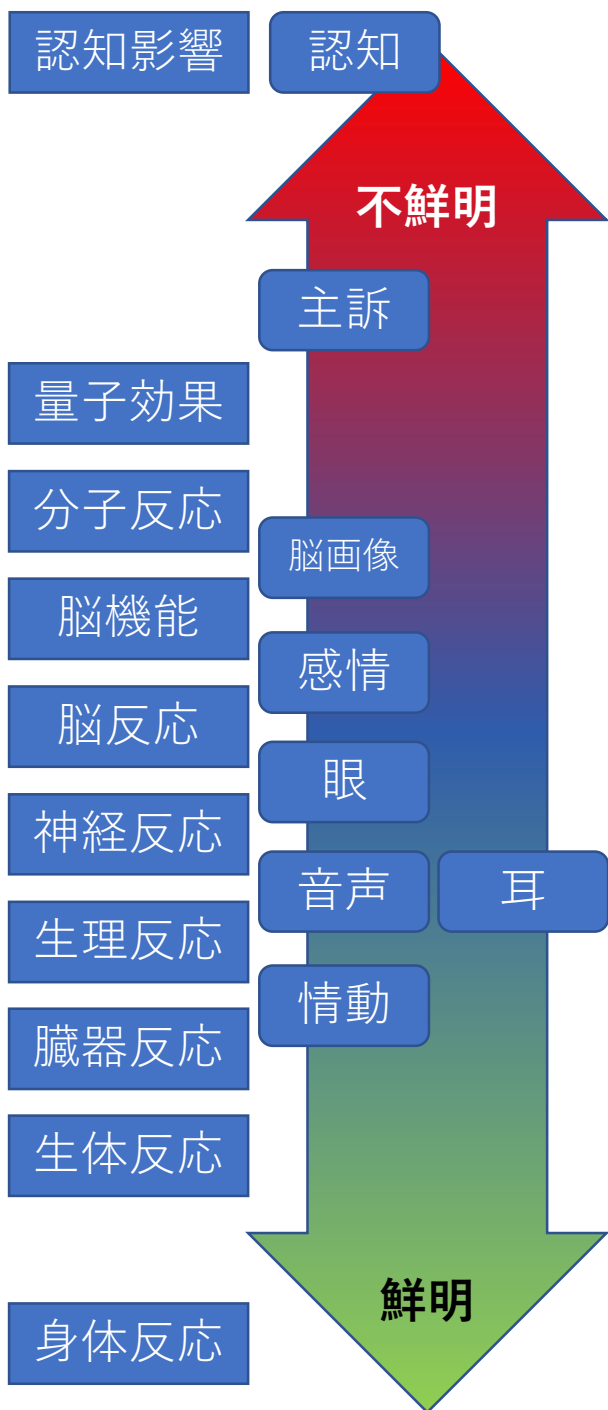 認知影響
認知
不鮮明
主訴
量子効果
分子反応
脳画像
脳機能
感情
脳反応
眼
神経反応
音声
耳
生理反応
情動
臓器反応
生体反応
鮮明
身体反応